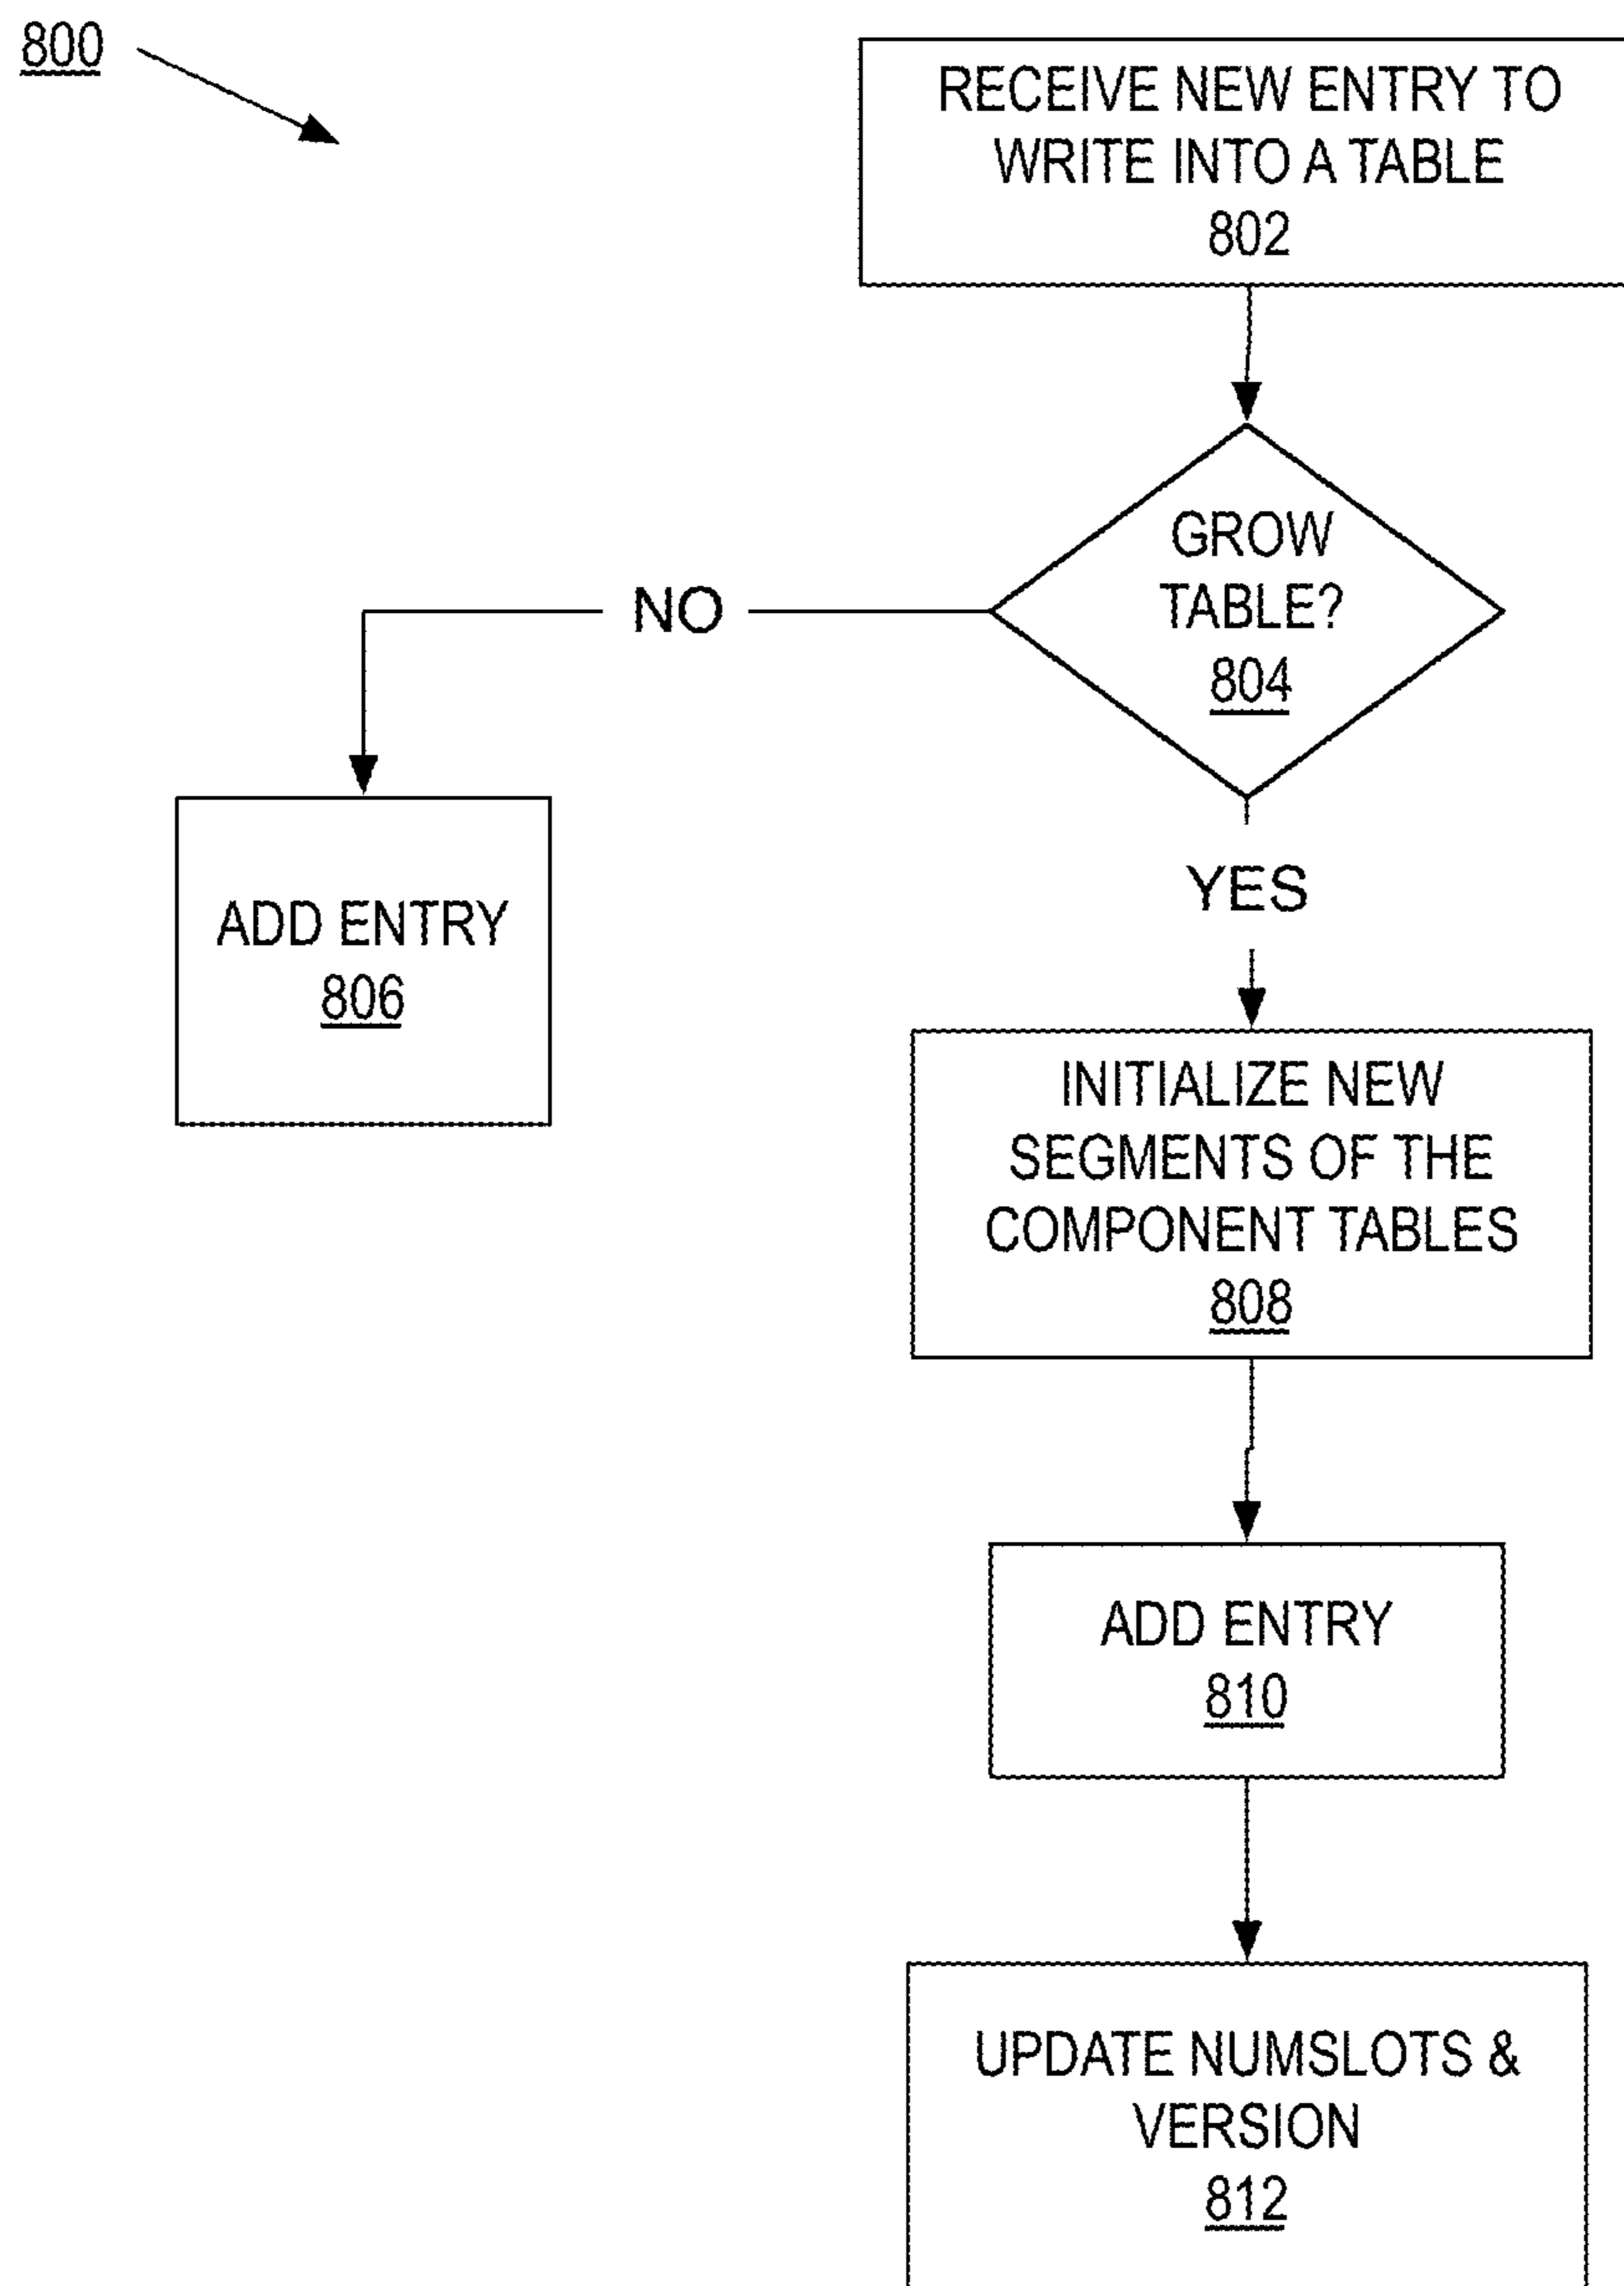 800
RECEIVE NEW ENTRY TO
WRITE INTO A TABLE
802
GROW
TABLE?
804
NO
YES
ADD ENTRY
806
INITIALIZE NEW
SEGMENTS OF THE
COMPONENT TABLES
808
ADD ENTRY
810
UPDATE NUMSLOTS &
VERSION
812